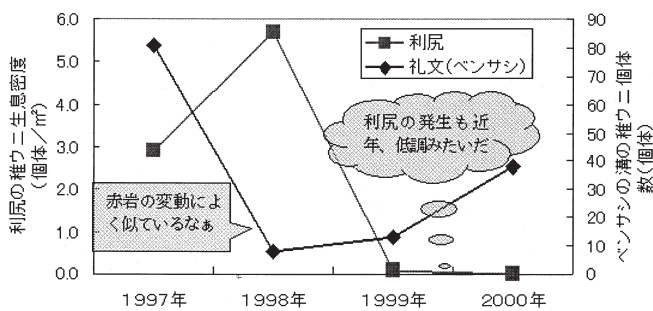 利尻の稚ウニ生息密度
(個体/㎡)
6.0
5.0
4.0
3.0
2.0
1.0
0.0
利尻
礼文(ベンサシ)
利尻の発生も近
年、低調みたいだ
赤岩の変動によ
く似ているなぁ
90
80
70
60
50
40
30
20
10
0
ベンサシの溝の稚ウニ個体
数(個体)
1997年
1998年
1999年
2000年